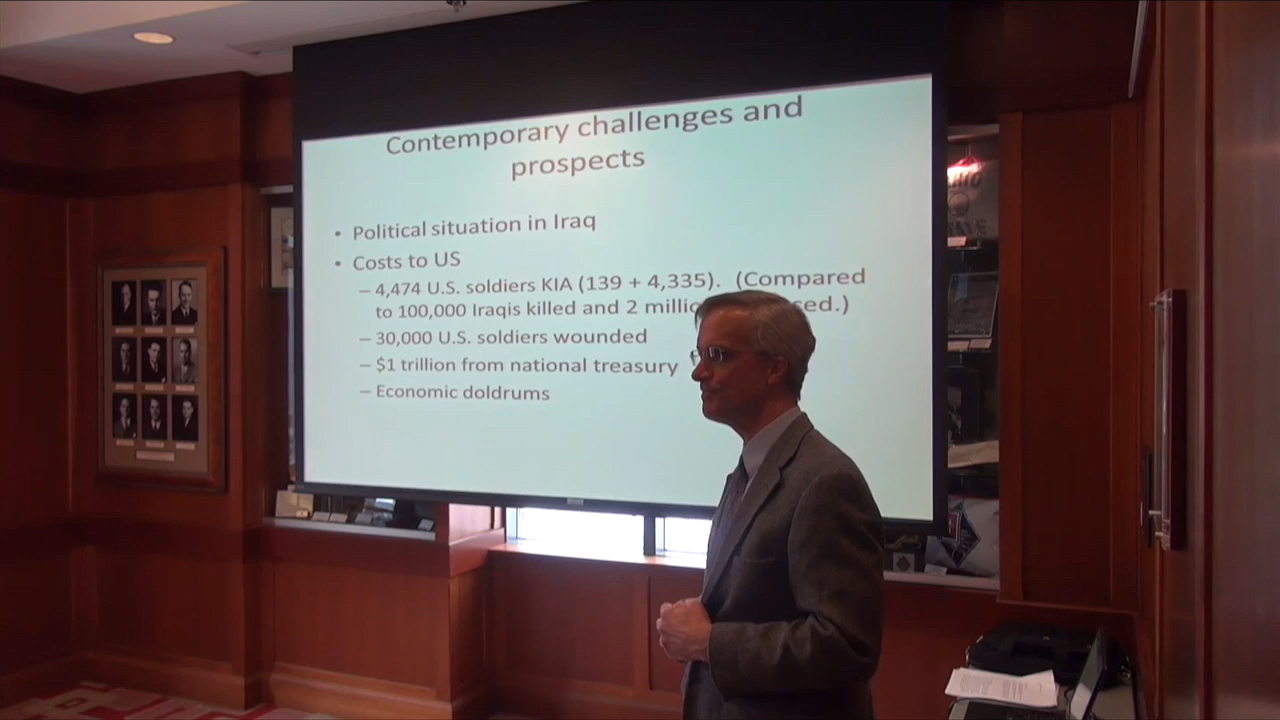 Contemporary challenges and
prospects
• Political situation in Iraq
• Costs to US
– 4,474 U.S. soldiers KIA (139 + 4,335). (Compared
to 100,000 Iraqis killed and 2
– 30,000 U.S. soldiers wounded
– $1 trillion from national treasury
– Economic doldrums